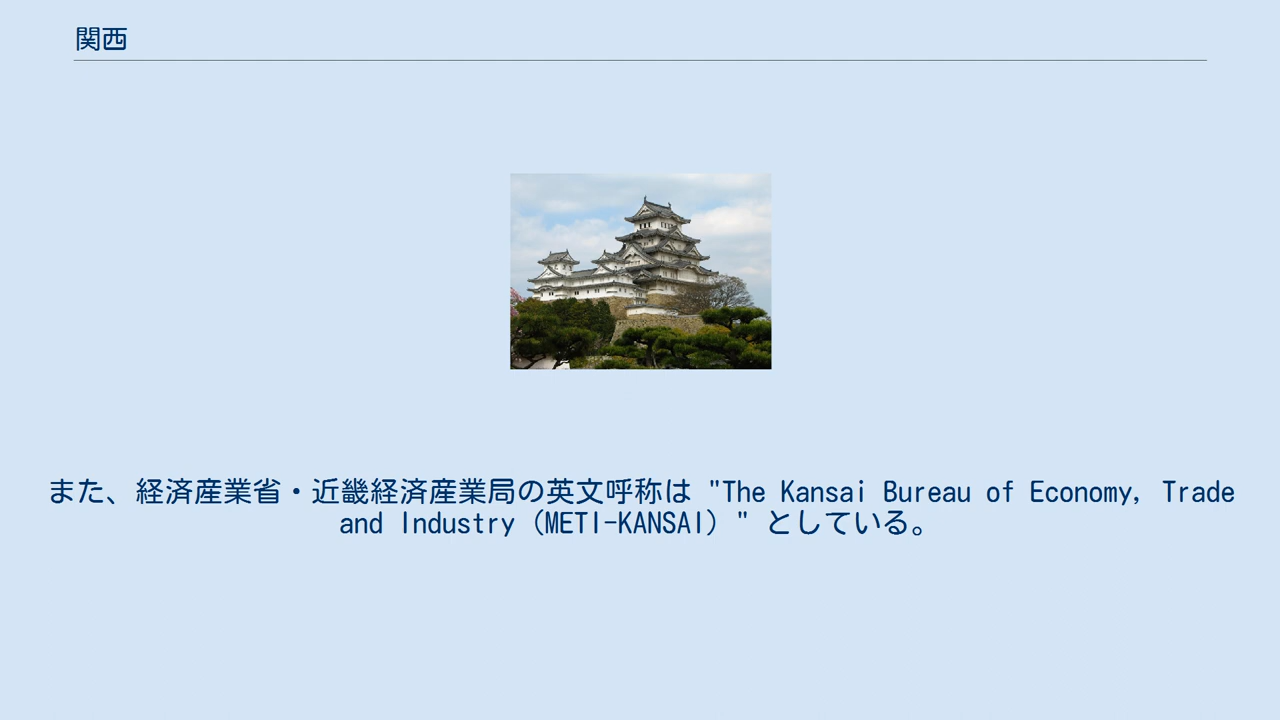 関西
また、経済産業省・近畿経済産業局の英文呼称は "The Kansai Bureau of Economy, Trade
and Industry（METI-KANSAI）" としている。